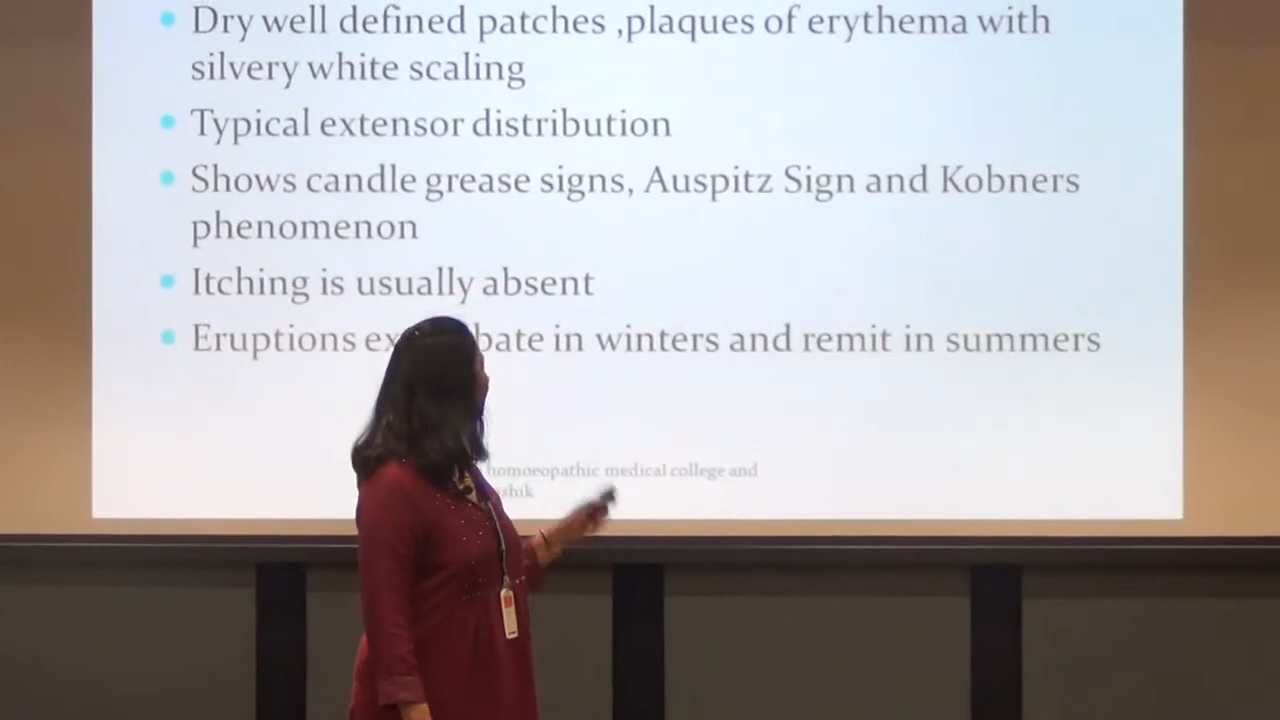 Dry well defined patches ,plaques of erythema with
silvery white scaling
Typical extensor distribution
Shows candle grease signs, Auspitz Sign and Kobners
phenomenon
Itching is usually absent
Eruptions in winters and remit in summers
homoeopathic medical college and